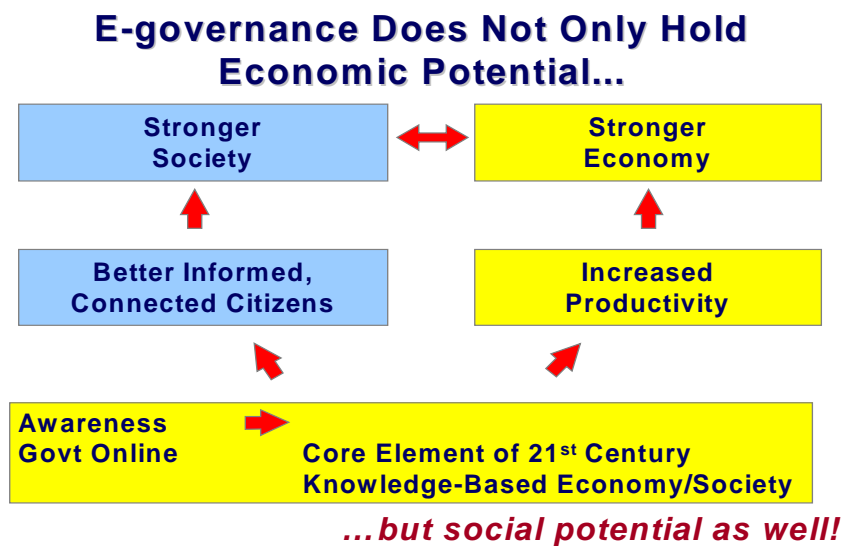 E-governance Does Not Only Hold
Economic Potential...
Stronger
Society
Stronger
Economy
Better Informed,
Connected Citizens
Increased
Productivity
Awareness
Govt Online
Core Element of 21st Century
Knowledge-Based Economy/Society
...but social potential as well!